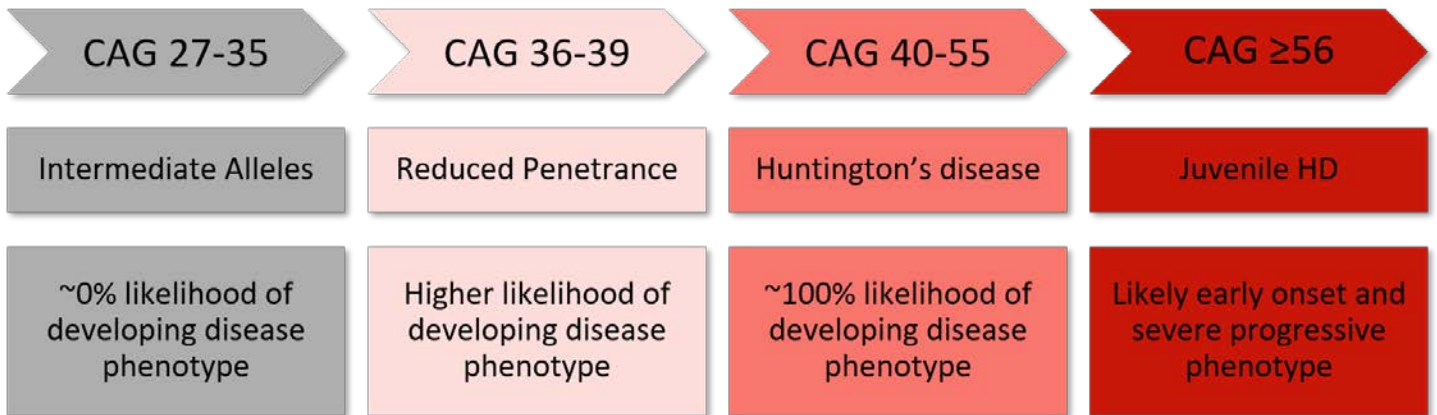 CAG 27-35
CAG 36-39
CAG 40-55
CAG ≥56
Intermediate Alleles
Reduced Penetrance
Huntington’s disease
Juvenile HD
~0% likelihood of
developing disease
phenotype
Higher likelihood of
developing disease
phenotype
~100% likelihood of
developing disease
phenotype
Likely early onset and
severe progressive
phenotype